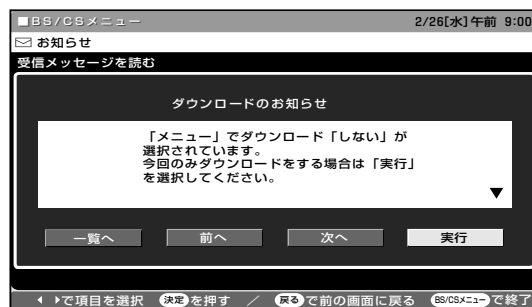 ■BS/CSメニュー 2/26[水]午前 9:00
お知らせ
受信メッセージを読む
ダウンロードのお知らせ
「メニュー」でダウンロード「しない」が
選択されています。
今回のみダウンロードをする場合は「実行」
を選択してください。
▼
一覧へ 前へ 次へ 実行
で項目を選択 決定を押す / 戻るで前の画面に戻る BS/CSメニューで終了